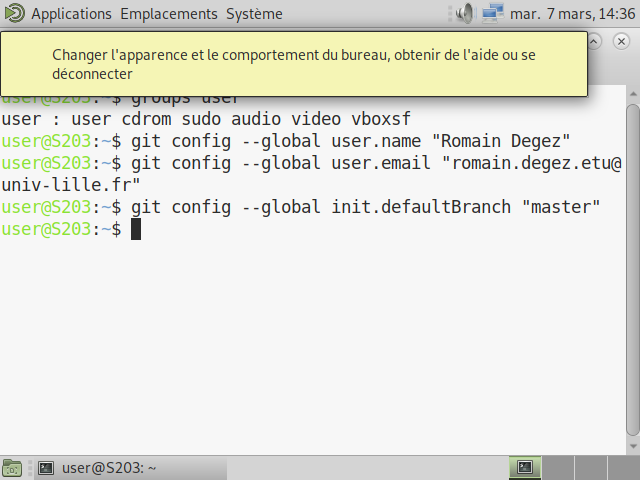 Applications Emplacements Système mar. 7 mars, 14:36
Changer l'apparence et le comportement du bureau, obtenir de l'aide ou se
déconnecter
user@S203:~$ groups user
user : user cdrom sudo audio video vboxsf
user@S203:~$ git config --global user.name "Romain Degez"
user@S203:~$ git config --global user.email "romain.degez.etu@
univ-lille.fr"
user@S203:~$ git config --global init.defaultBranch "master"
user@S203:~$
user@S203: ~